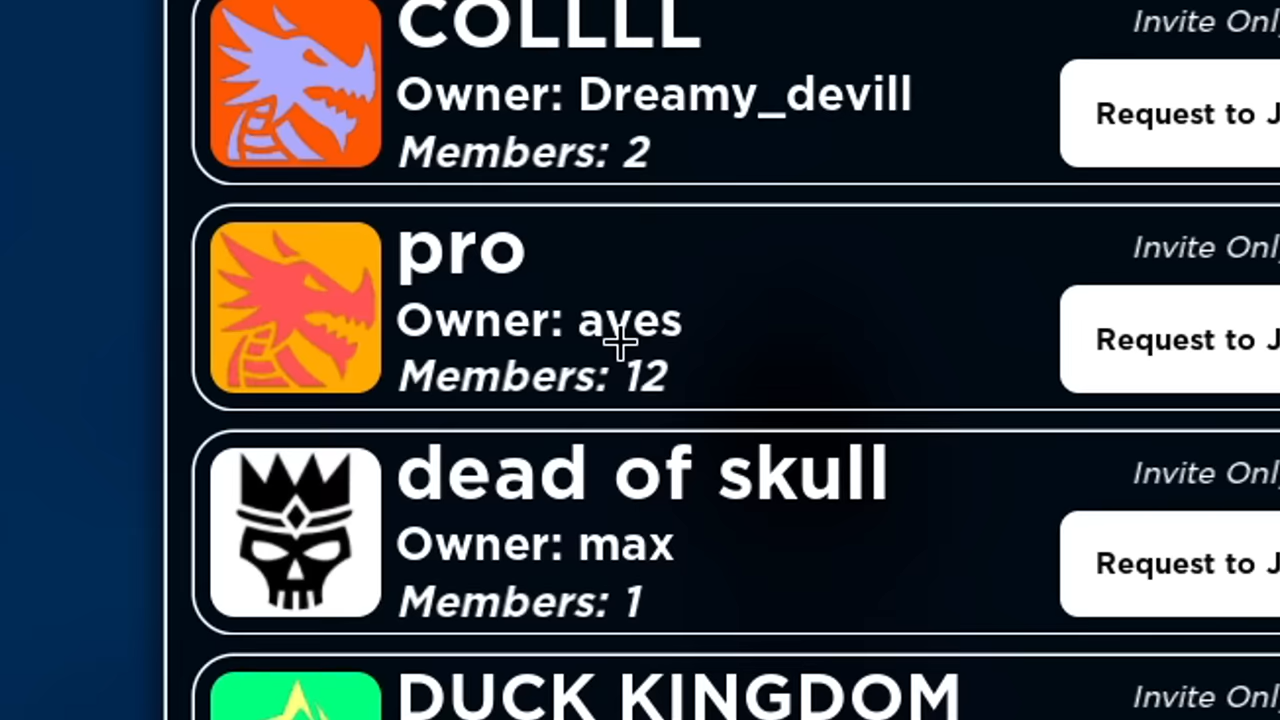 COLLLL
Invite Onl
Owner: Dreamy_devill
Request to J
Members: 2
pro
Invite Onl
Owner: ayes
Request to J
Members: 12
dead of skull
Invite Onl
Owner: max
Request to J
Members: 1
DUCK KINGDOM
Invite Onl